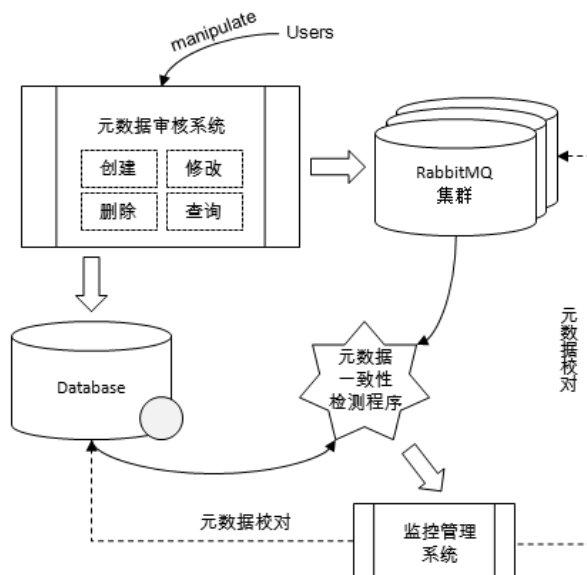 manipulate
Users
元数据审核系统
创建
修改
删除
查询
RabbitMQ
集群
Database
元数据
一致性
检测程序
元数据校对
元数据校对
监控管理
系统